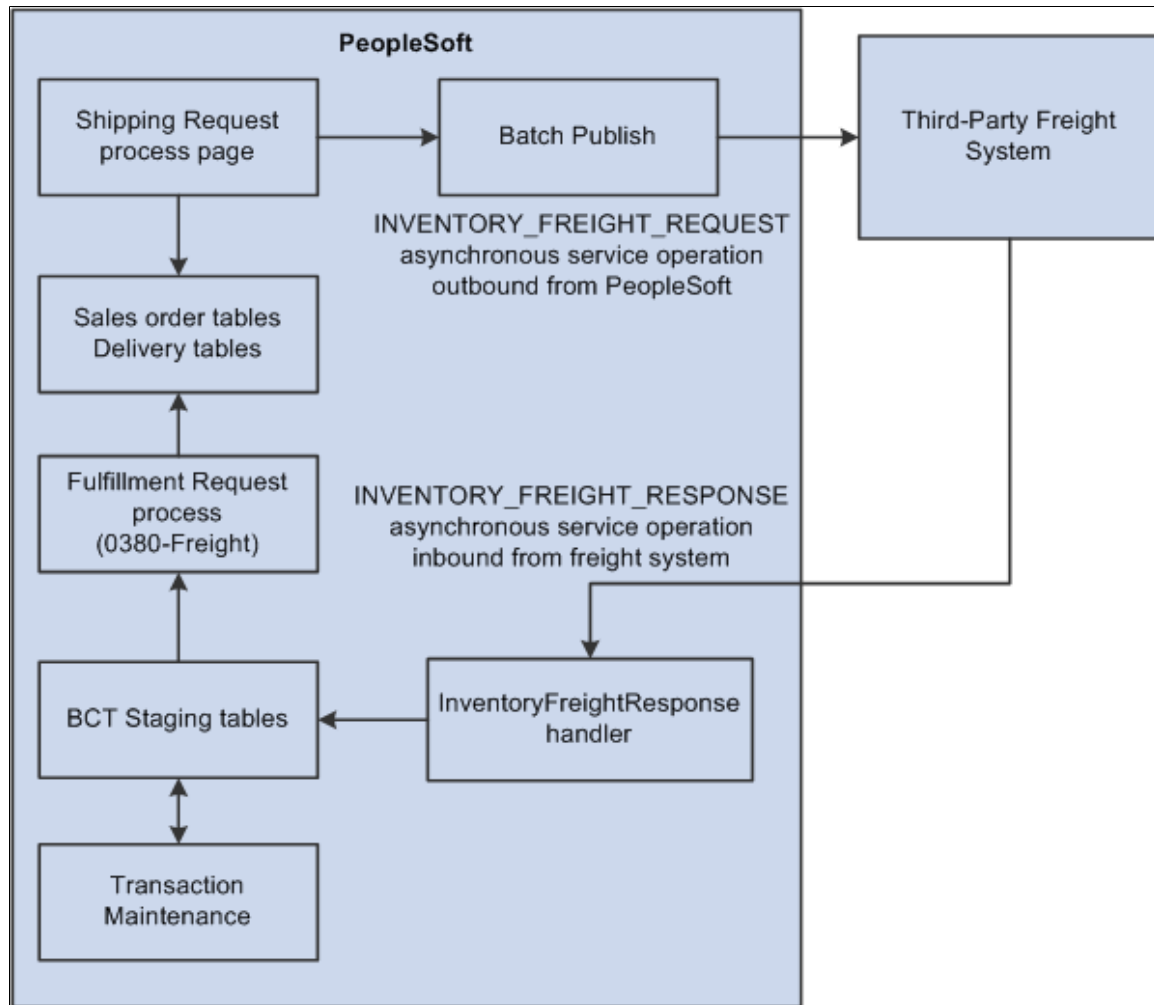 PeopleSoft
Shipping Request
process page
Batch Publish
Third-Party Freight
System
INVENTORY_FREIGHT_REQUEST
asynchronous service operation
outbound from PeopleSoft
Sales order tables
Delivery tables
Fulfillment Request
process
(0380-Freight)
INVENTORY_FREIGHT_RESPONSE
asynchronous service operation
inbound from freight system
BCT Staging tables
InventoryFreightResponse
handler
Transaction
Maintenance